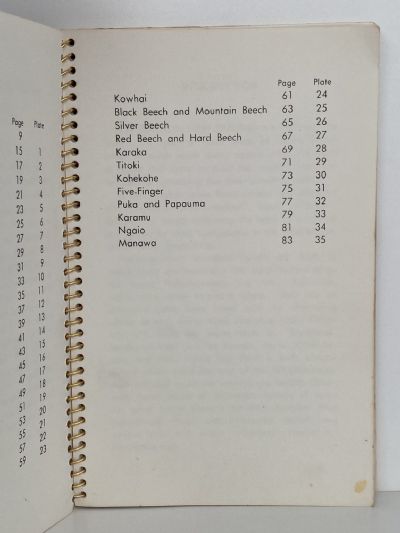 Page Plate
9
15 1
17 2
19 3
21 4
23 5
25 6
27 7
29 8
31 9
33 10
35 11
37 12
39 13
41 14
43 15
45 16
47 17
49 18
51 19
53 20
55 21
57 22
59 23
Page Plate
Kowhai 61 24
Black Beech and Mountain Beech 63 25
Silver Beech 65 26
Red Beech and Hard Beech 67 27
Karaka 69 28
Titoki 71 29
Kohekohe 73 30
Five-Finger 75 31
Puka and Papauma 77 32
Karamu 79 33
Ngaio 81 34
Manawa 83 35